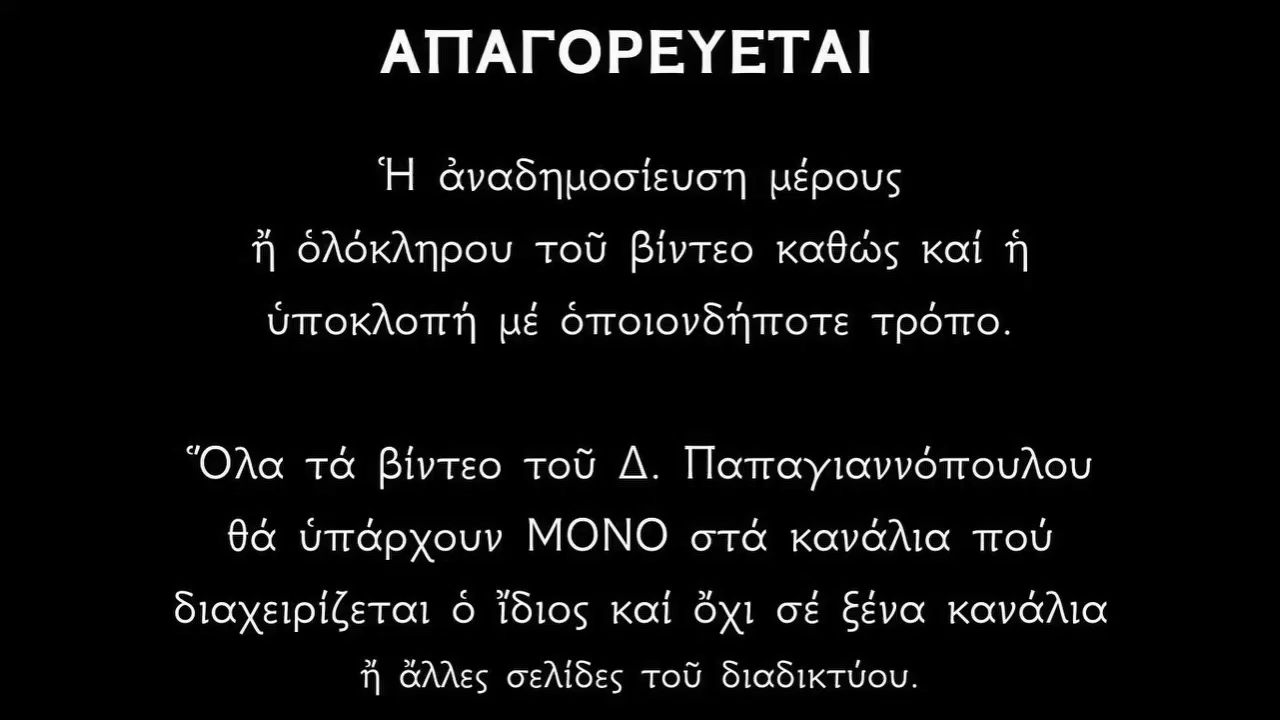 ΑΠΑΓΟΡΕΥΕΤΑΙ
Ἡ ἀναδημοσίευση μέρους
ἤ ὁλόκληρου τοῦ βίντεο καθώς καί ἡ
ὑποκλοπή μέ ὁποιονδήποτε τρόπο.
Ὅλα τά βίντεο τοῦ Δ. Παπαγιαννόπουλου
θά ὑπάρχουν ΜΟΝΟ στά κανάλια πού
διαχειρίζεται ὁ ἴδιος καί ὄχι σέ ξένα κανάλια
ἤ ἄλλες σελίδες τοῦ διαδικτύου.